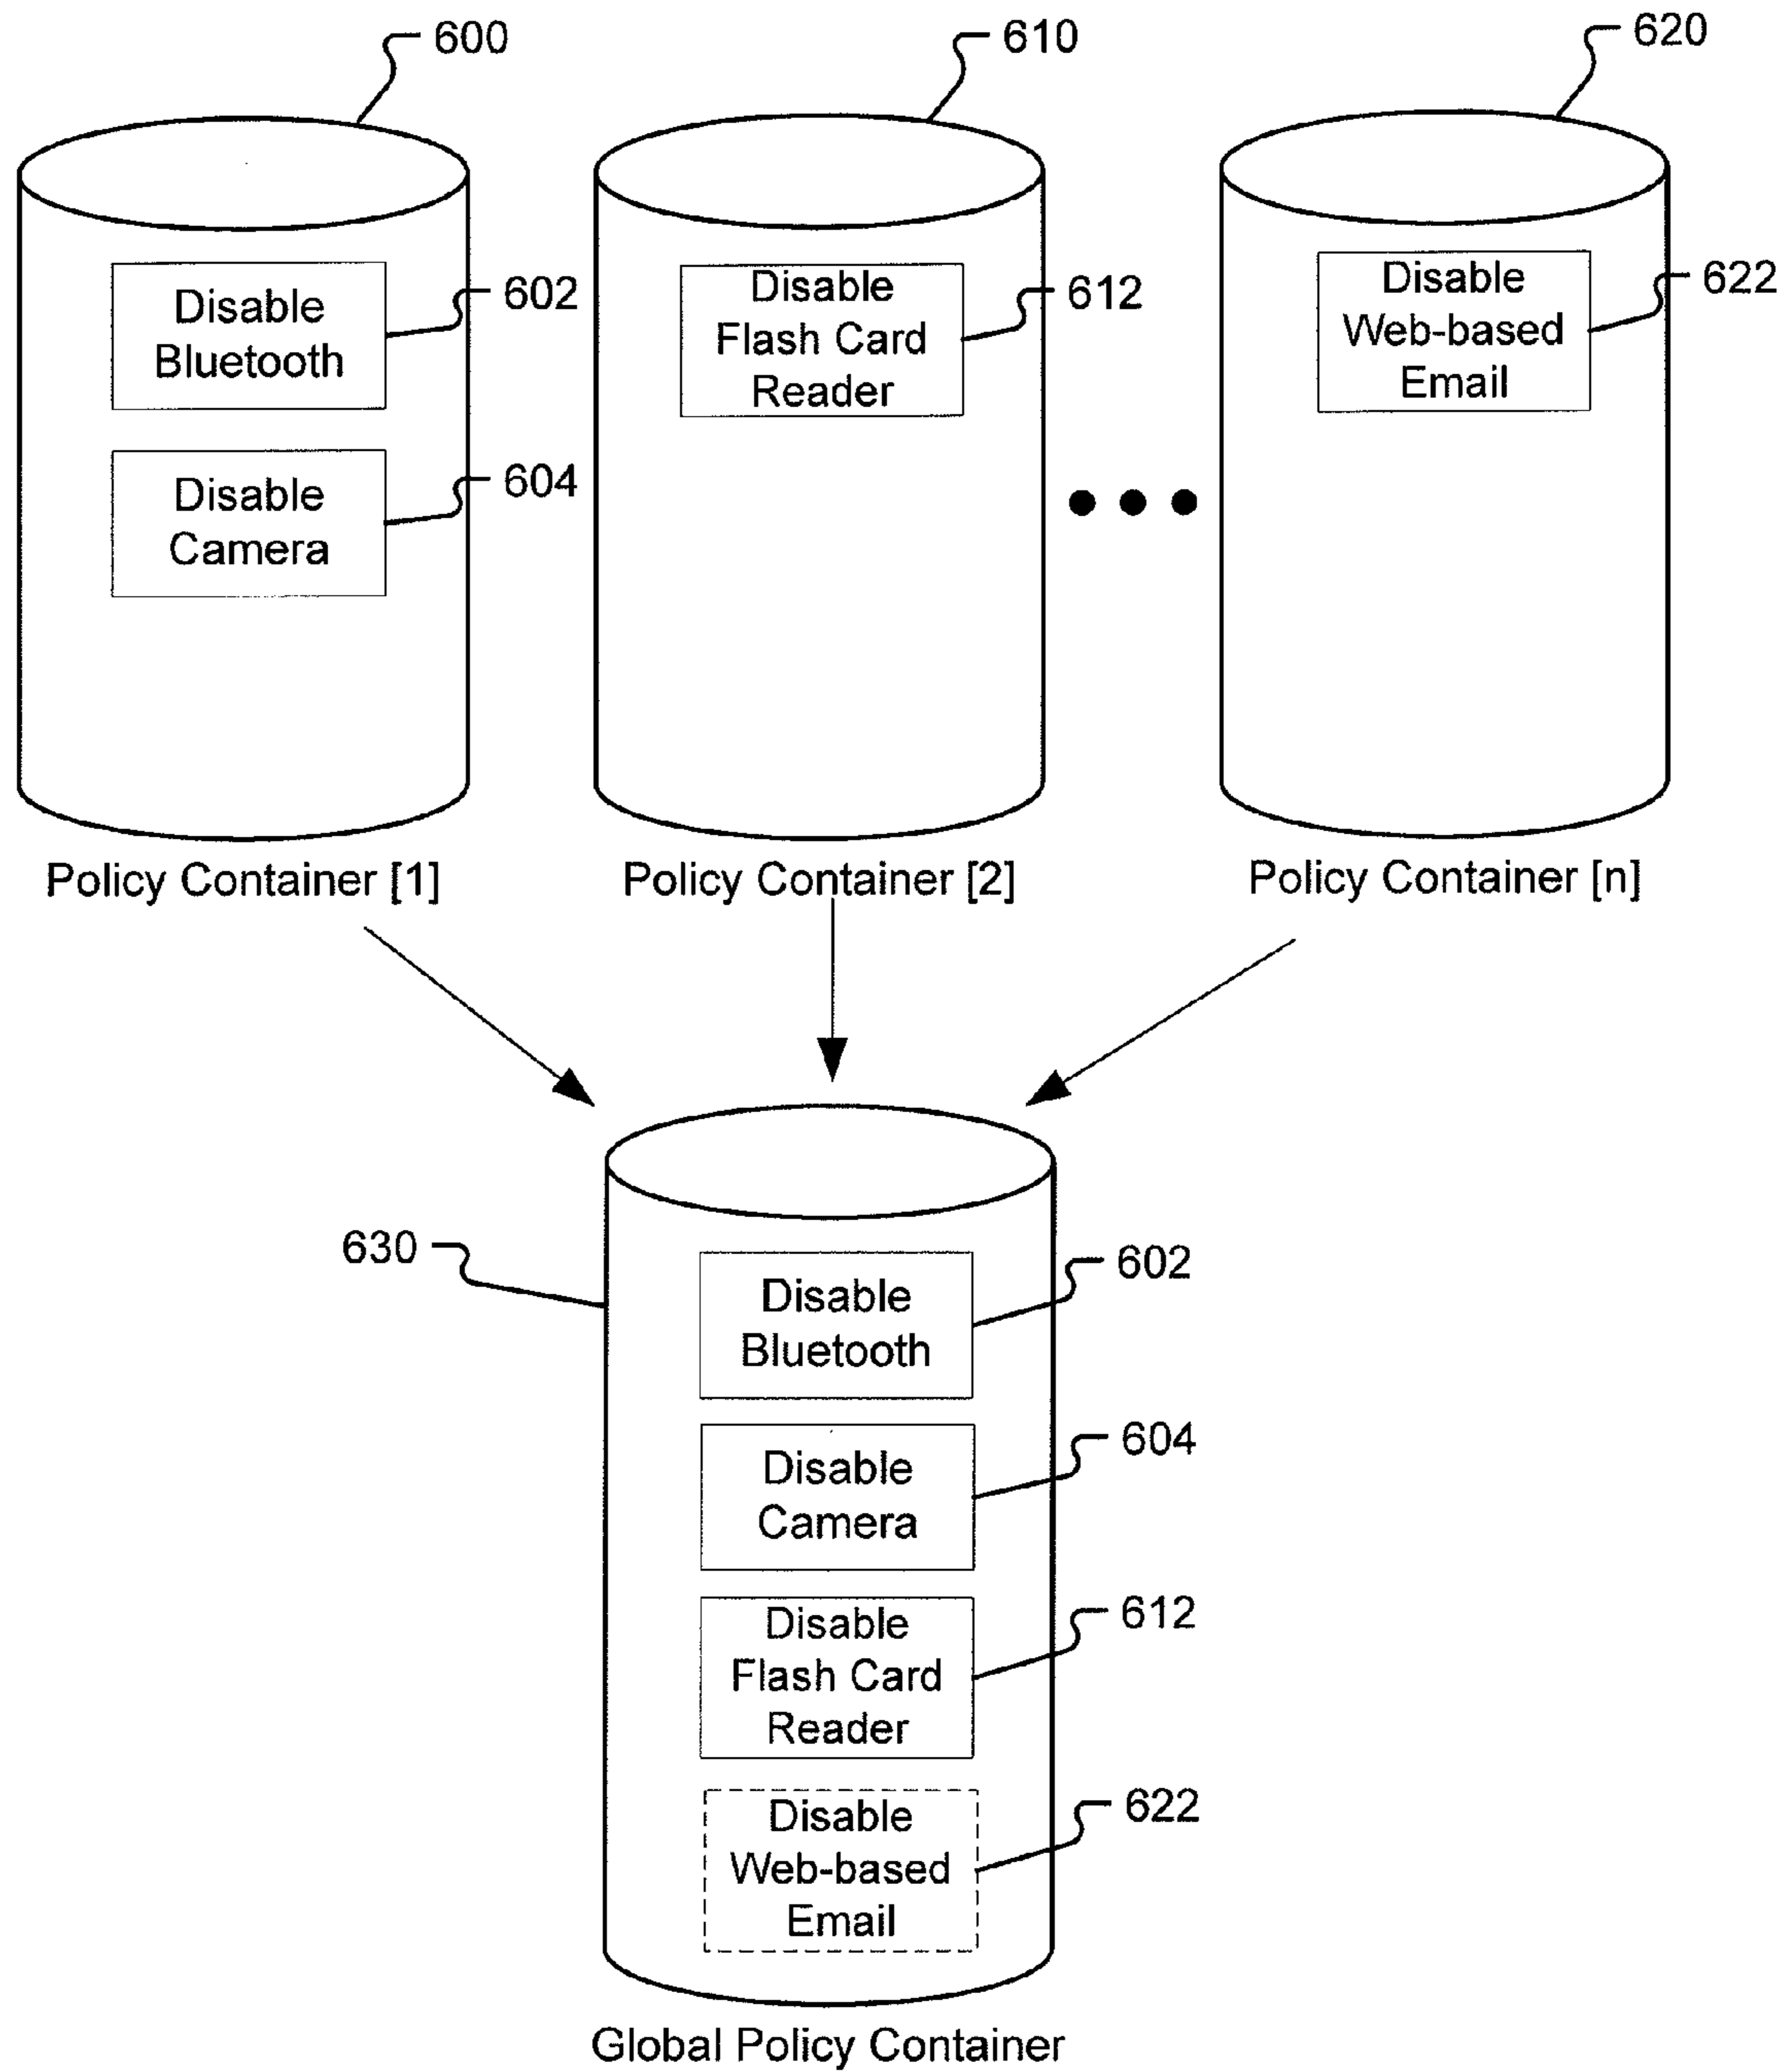 600
610
620
Disable
Bluetooth
602
Disable
Camera
604
Disable
Flash Card
Reader
612
Disable
Web-based
Email
622
Policy Container [1]
Policy Container [2]
Policy Container [n]
630
Disable
Bluetooth
602
Disable
Camera
604
Disable
Flash Card
Reader
612
Disable
Web-based
Email
622
Global Policy Container